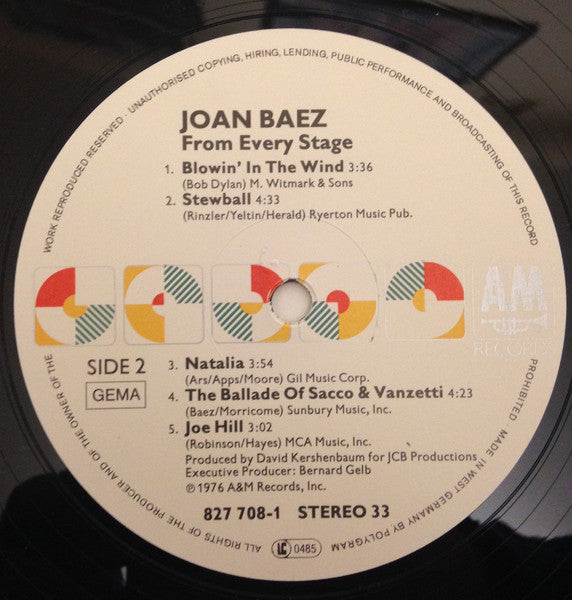 WORK REPRODUCED RESERVED · UNAUTHORISED COPYING, HIRING, LENDING, PUBLIC PERFORMANCE AND BROADCASTING OF THIS RECORD
JOAN BAEZ
From Every Stage
1. Blowin' In The Wind 3:36
(Bob Dylan) M. Witmark & Sons
2. Stewball 4:33
(Rinzler/Yeltin/Herald) Ryerton Music Pub.
A&M
RECORDS
SIDE 2
GEMA
3. Natalia 3:54
(Ars/Apps/Moore) Gil Music Corp.
4. The Ballade Of Sacco & Vanzetti 4:23
(Baez/Morricome) Sunbury Music, Inc.
5. Joe Hill 3:02
(Robinson/Hayes) MCA Music, Inc.
Produced by David Kershenbaum for JCB Productions
Executive Producer: Bernard Gelb
℗ 1976 A&M Records, Inc.
827 708-1 STEREO 33
LC 0485
PROHIBITED · MADE IN WEST GERMANY BY POLYGRAM
ALL RIGHTS OF THE PRODUCER AND OF THE OWNER OF THE